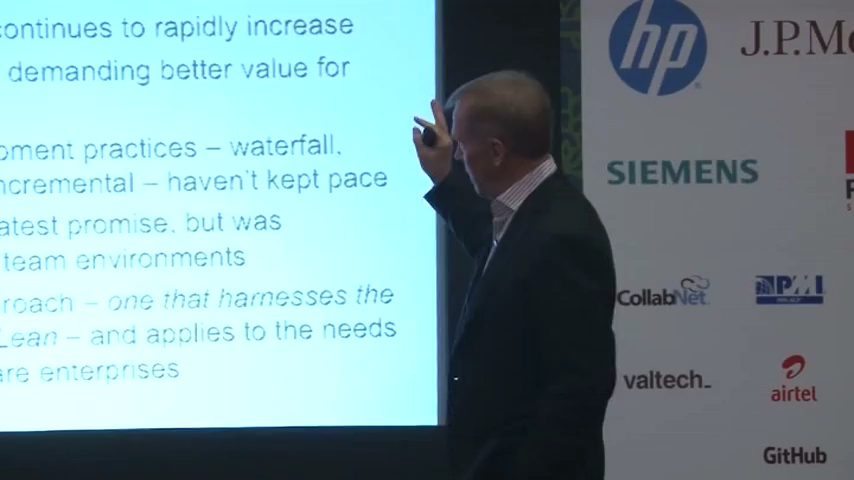 continues to rapidly increase
demanding better value for
pment practices – waterfall,
ncremental – haven't kept pace
atest promise, but was
team environments
roach – one that harnesses the
Lean – and applies to the needs
are enterprises
hp
J.P.Mo
SIEMENS
CollabNet
PMI
valtech_
airtel
GitHub